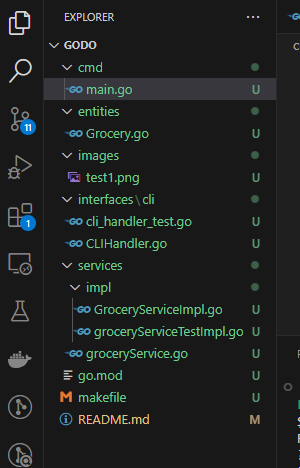 EXPLORER
GODO
cmd
main.go U
entities
Grocery.go U
images
test1.png U
interfaces\cli
cli_handler_test.go U
CLIHandler.go U
services
impl
GroceryServiceImpl.go U
groceryServiceTestImpl.go U
groceryService.go U
go.mod U
makefile U
README.md M
11
1